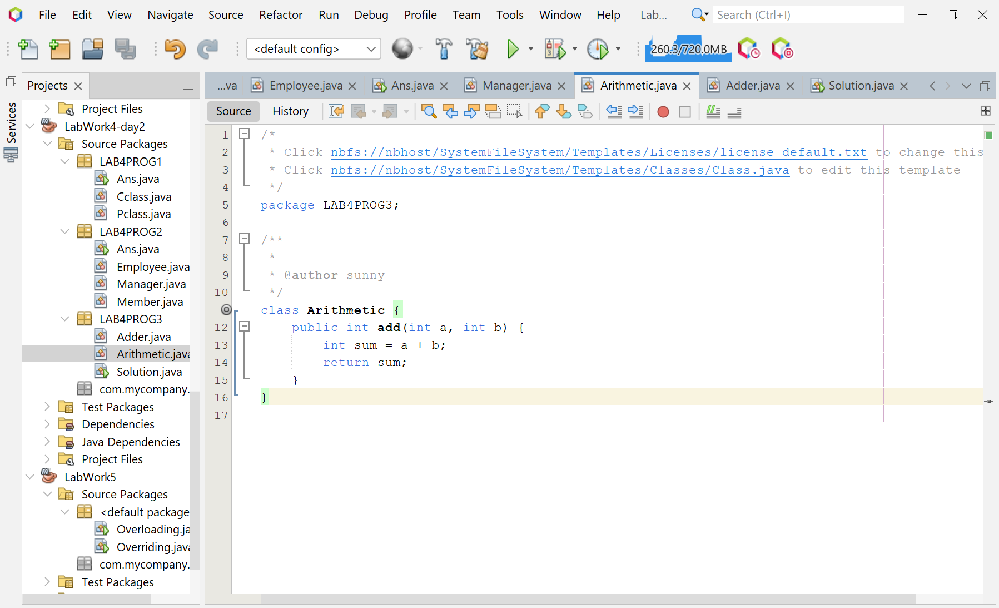 File Edit View Navigate Source Refactor Run Debug Profile Team Tools Window Help Lab... Search (Ctrl+I)
<default config> 260.3/720.0MB
Services
Projects
Project Files
LabWork4-day2
Source Packages
LAB4PROG1
Ans.java
Cclass.java
Pclass.java
LAB4PROG2
Ans.java
Employee.java
Manager.java
Member.java
LAB4PROG3
Adder.java
Arithmetic.java
Solution.java
com.mycompany.
Test Packages
Dependencies
Java Dependencies
Project Files
LabWork5
Source Packages
<default package
Overloading.ja
Overriding.java
com.mycompany.
Test Packages
...va Employee.java Ans.java Manager.java Arithmetic.java Adder.java Solution.java
Source History
1 /*
2 * Click nbfs://nbhost/SystemFileSystem/Templates/Licenses/license-default.txt to change this
3 * Click nbfs://nbhost/SystemFileSystem/Templates/Classes/Class.java to edit this template
4 */
5 package LAB4PROG3;
6
7 /**
8 *
9 * @author sunny
10 */
class Arithmetic {
12 public int add(int a, int b) {
13 int sum = a + b;
14 return sum;
15 }
16 }
17